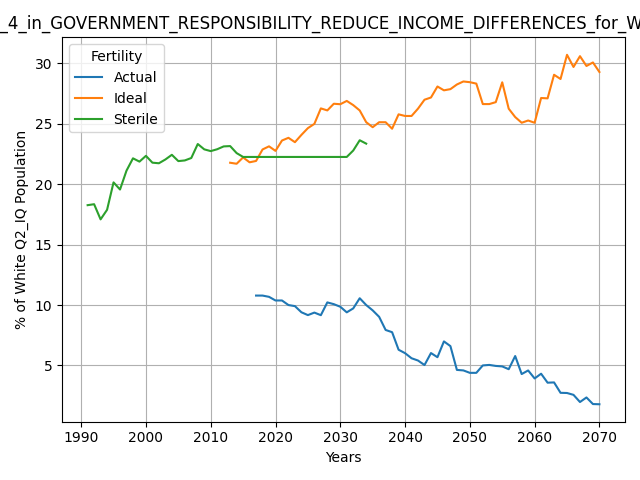 _4_in_GOVERNMENT_RESPONSIBILITY_REDUCE_INCOME_DIFFERENCES_for_W
Fertility
Actual
Ideal
Sterile
% of White Q2_IQ Population
30
25
20
15
10
5
1990 2000 2010 2020 2030 2040 2050 2060 2070
Years